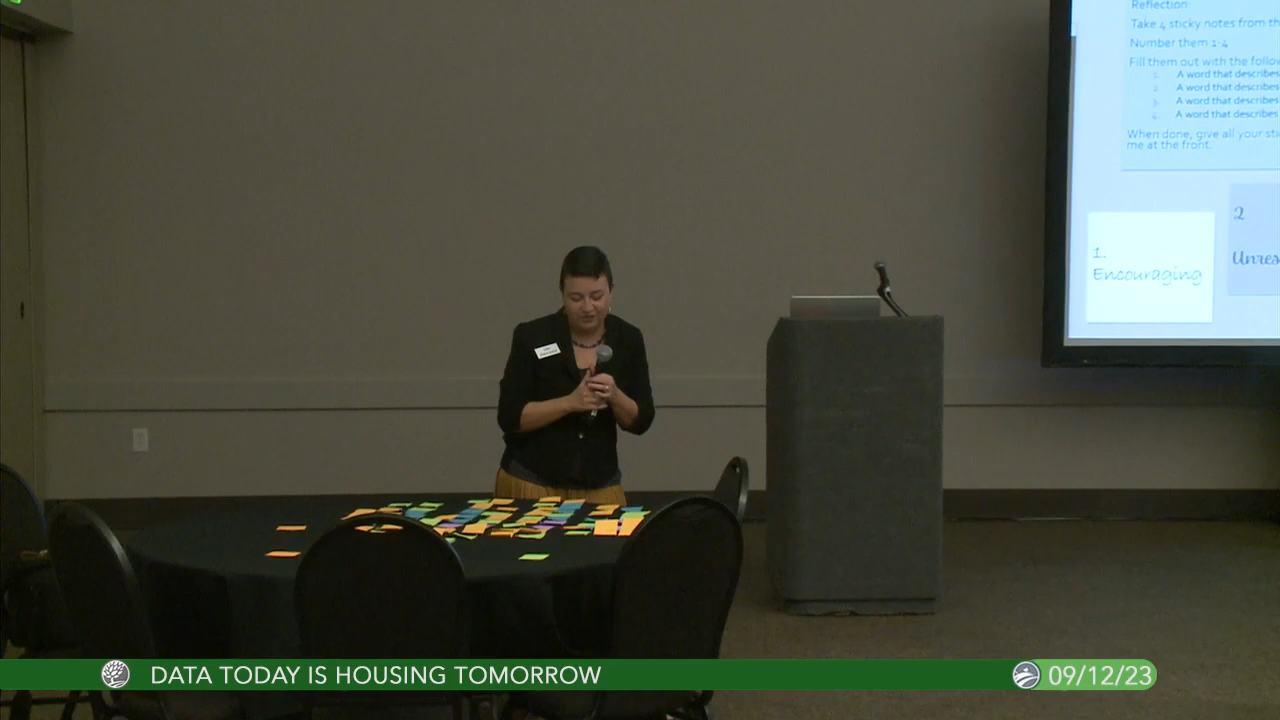 Reflection
Take 4 sticky notes from th
Number them 1-4
Fill them out with the follow
1. A word that describes
2. A word that describes
3. A word that describes
4. A word that describes
When done, give all your sti
me at the front.
1.
Encouraging
2
Unres
DATA TODAY IS HOUSING TOMORROW
09/12/23